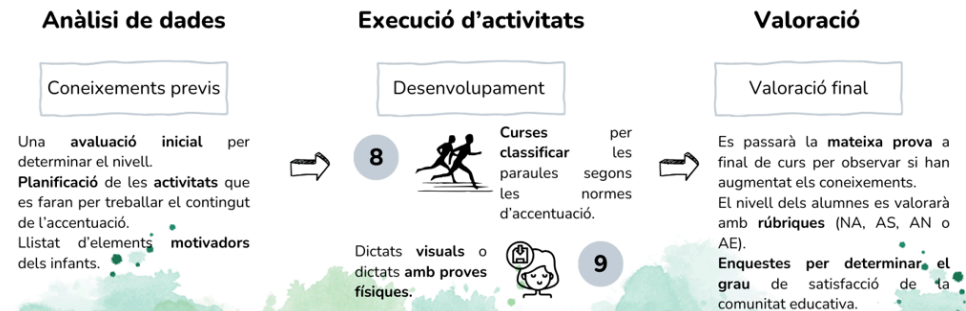 Anàlisi de dades
Coneixements previs
Una avaluació inicial per
determinar el nivell.
Planificació de les activitats que
es faran per treballar el contingut
de l'accentuació.
Llistat d'elements motivadors
dels infants.
Execució d'activitats
Desenvolupament
8
Curses per
classificar les
paraules segons
les normes
d'accentuació.
Dictats visuals o
dictats amb proves
físiques.
9
Valoració
Valoració final
Es passarà la mateixa prova a
final de curs per observar si han
augmentat els coneixements.
El nivell dels alumnes es valorarà
amb rúbriques (NA, AS, AN o
AE).
Enquestes per determinar el
grau de satisfacció de la
comunitat educativa.